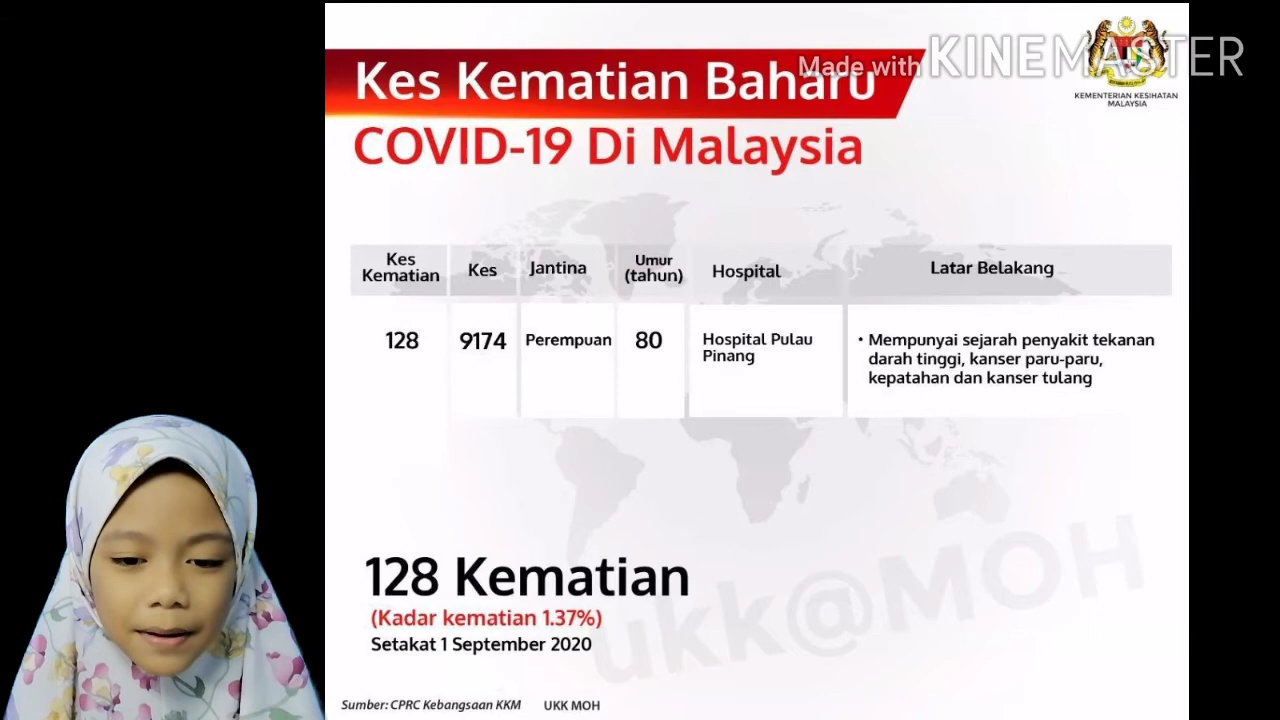 Made with KINEMASTER
Kes Kematian Baharu
COVID-19 Di Malaysia
KEMENTERIAN KESIHATAN
MALAYSIA
Kes
Kematian
Kes
Jantina
Umur
(tahun)
Hospital
Latar Belakang
128
9174
Perempuan
80
Hospital Pulau
Pinang
• Mempunyai sejarah penyakit tekanan
darah tinggi, kanser paru-paru,
kepatahan dan kanser tulang
128 Kematian
(Kadar kematian 1.37%)
Setakat 1 September 2020
ukk@MOH
Sumber: CPRC Kebangsaan KKM
UKK MOH